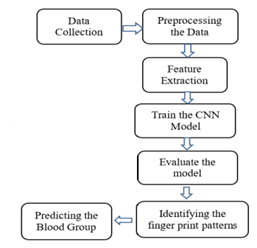 Data
Collection
Preprocessing
the Data
Feature
Extraction
Train the CNN
Model
Evaluate the
model
Identifying the
finger print patterns
Predicting the
Blood Group